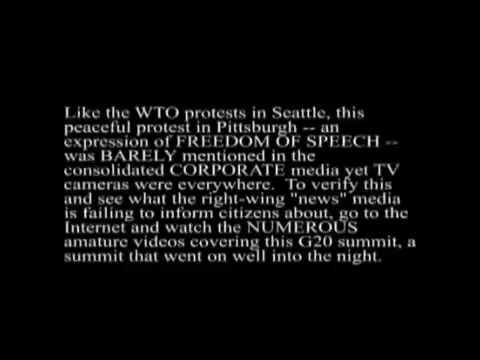 Like the WTO protests in Seattle, this
peaceful protest in Pittsburgh -- an
expression of FREEDOM OF SPEECH --
was BARELY mentioned in the
consolidated CORPORATE media yet TV
cameras were everywhere.  To verify this
and see what the right-wing "news" media
is failing to inform citizens about, go to the
Internet and watch the NUMEROUS
amature videos covering this G20 summit, a
summit that went on well into the night.